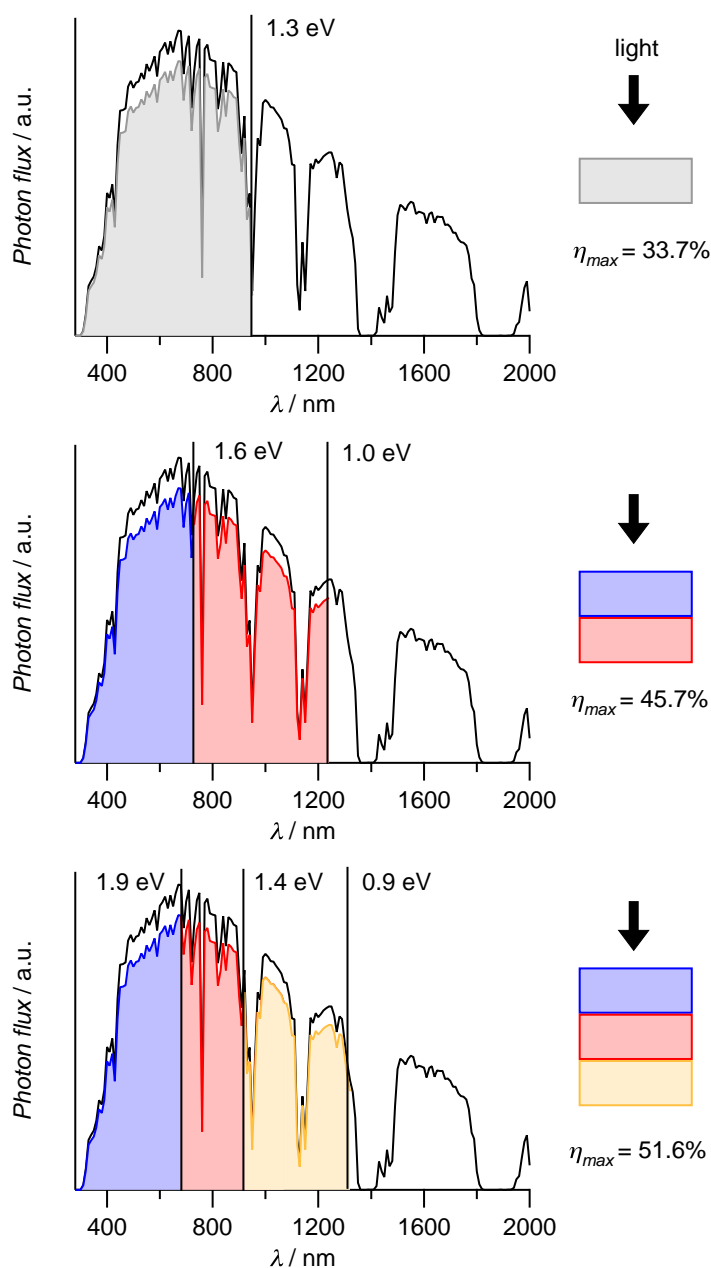 1.3 eV
light
Photon flux / a.u.
η_max = 33.7%
400 800 1200 1600 2000
λ / nm
1.6 eV 1.0 eV
Photon flux / a.u.
η_max = 45.7%
400 800 1200 1600 2000
λ / nm
1.9 eV 1.4 eV 0.9 eV
Photon flux / a.u.
η_max = 51.6%
400 800 1200 1600 2000
λ / nm